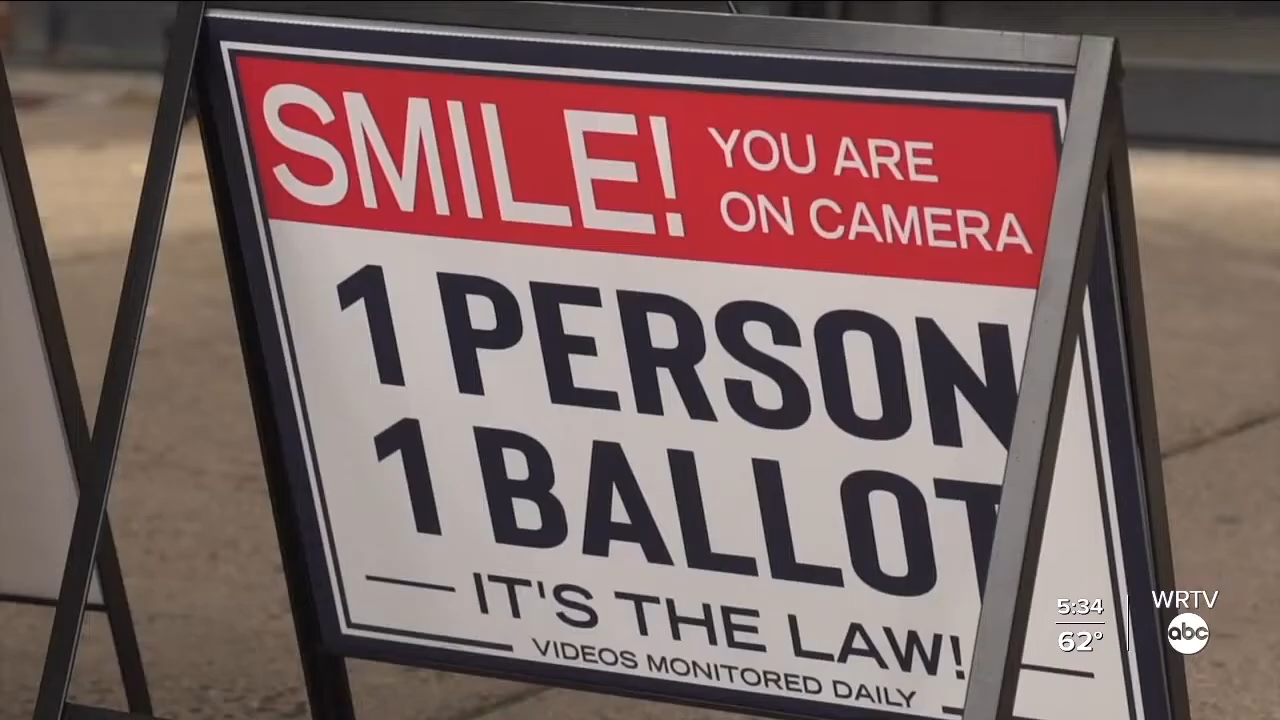 SMILE! YOU ARE
ON CAMERA
1 PERSON
1 BALLOT
IT'S THE LAW!
VIDEOS MONITORED DAILY
5:34
62°
WRTV
abc